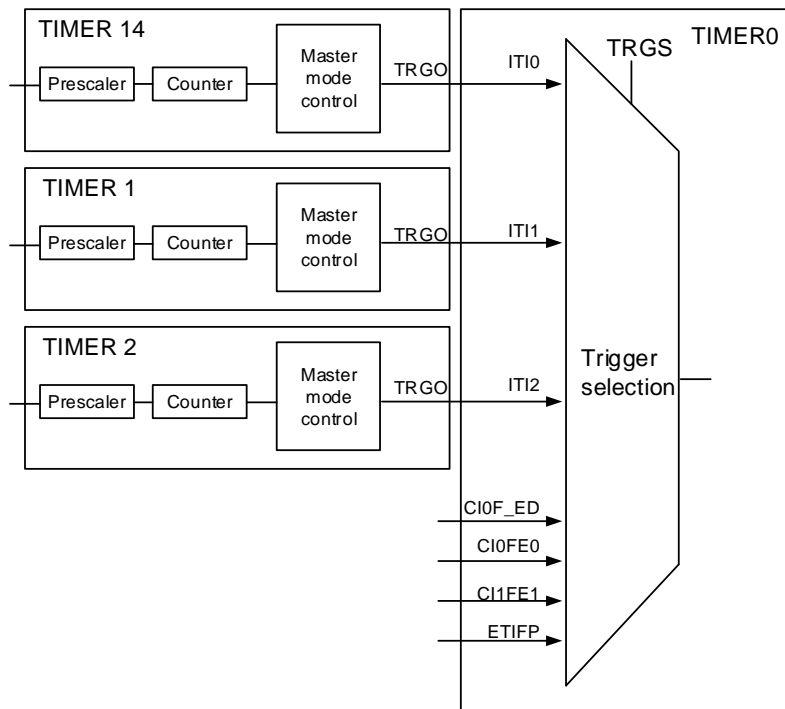 TIMER 14
Prescaler
Counter
Master
mode
control
TRGO
ITI0
TIMER0
TRGS
TIMER 1
Prescaler
Counter
Master
mode
control
TRGO
ITI1
TIMER 2
Prescaler
Counter
Master
mode
control
TRGO
ITI2
Trigger
selection
CI0F_ED
CI0FE0
CI1FE1
ETIFP